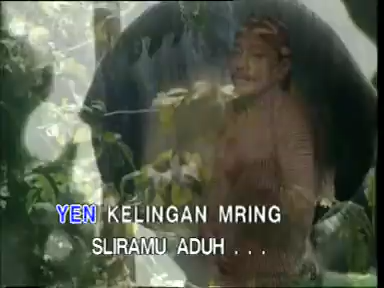 YEN KELINGAN MRING
SLIRAMU ADUH . . .